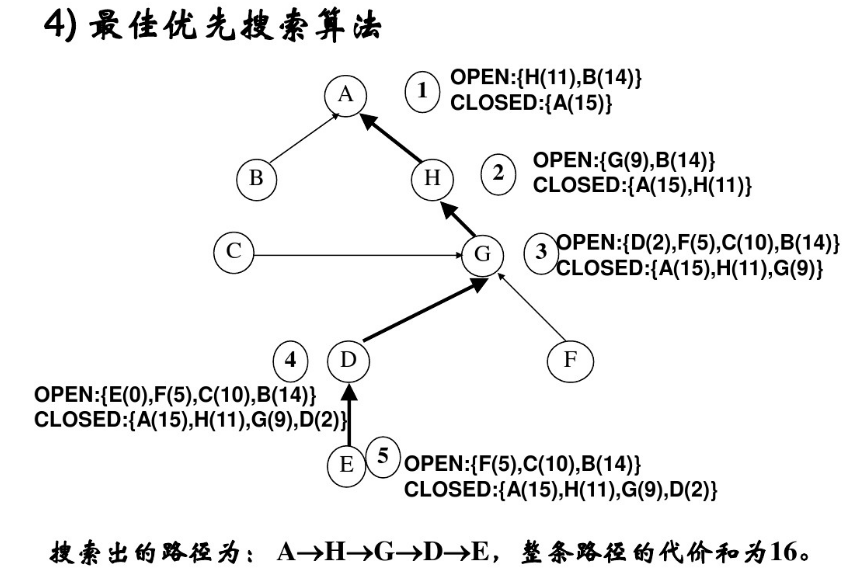 4) 最佳优先搜索算法
A
1
OPEN:{H(11),B(14)}
CLOSED:{A(15)}
B
H
2
OPEN:{G(9),B(14)}
CLOSED:{A(15),H(11)}
C
G
3
OPEN:{D(2),F(5),C(10),B(14)}
CLOSED:{A(15),H(11),G(9)}
4
D
F
OPEN:{E(0),F(5),C(10),B(14)}
CLOSED:{A(15),H(11),G(9),D(2)}
E
5
OPEN:{F(5),C(10),B(14)}
CLOSED:{A(15),H(11),G(9),D(2)}
搜索出的路径为： A→H→G→D→E，整条路径的代价和为16。